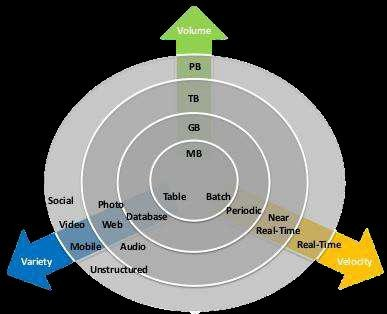 Volume
PB
TB
GB
MB
Table
Batch
Periodic
Near
Real-Time
Real-Time
Velocity
Social
Photo
Database
Video
Web
Mobile
Audio
Unstructured
Variety